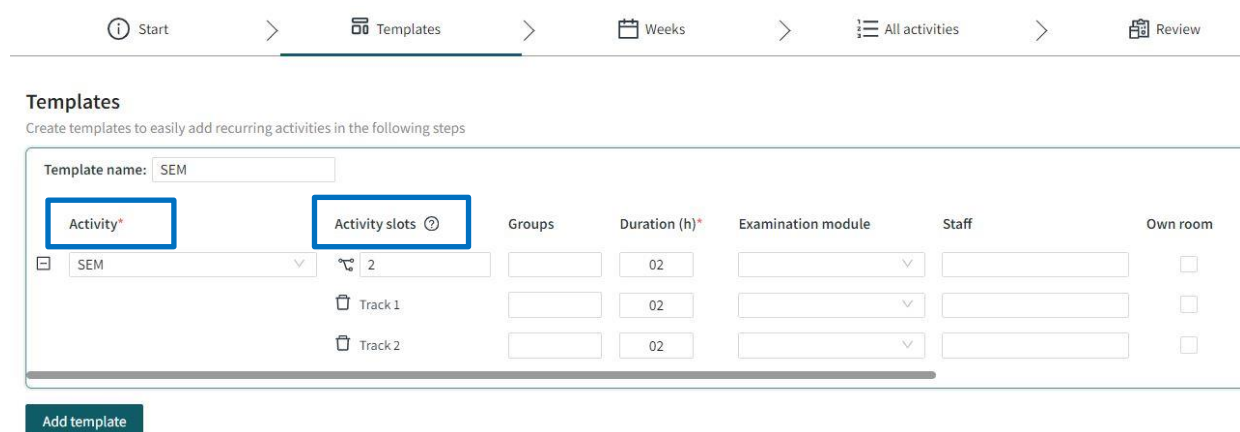 Start Templates Weeks All activities Review
Templates
Create templates to easily add recurring activities in the following steps
Template name: SEM
Activity* Activity slots ? Groups Duration (h)* Examination module Staff Own room
SEM 2 02
Track 1 02
Track 2 02
Add template